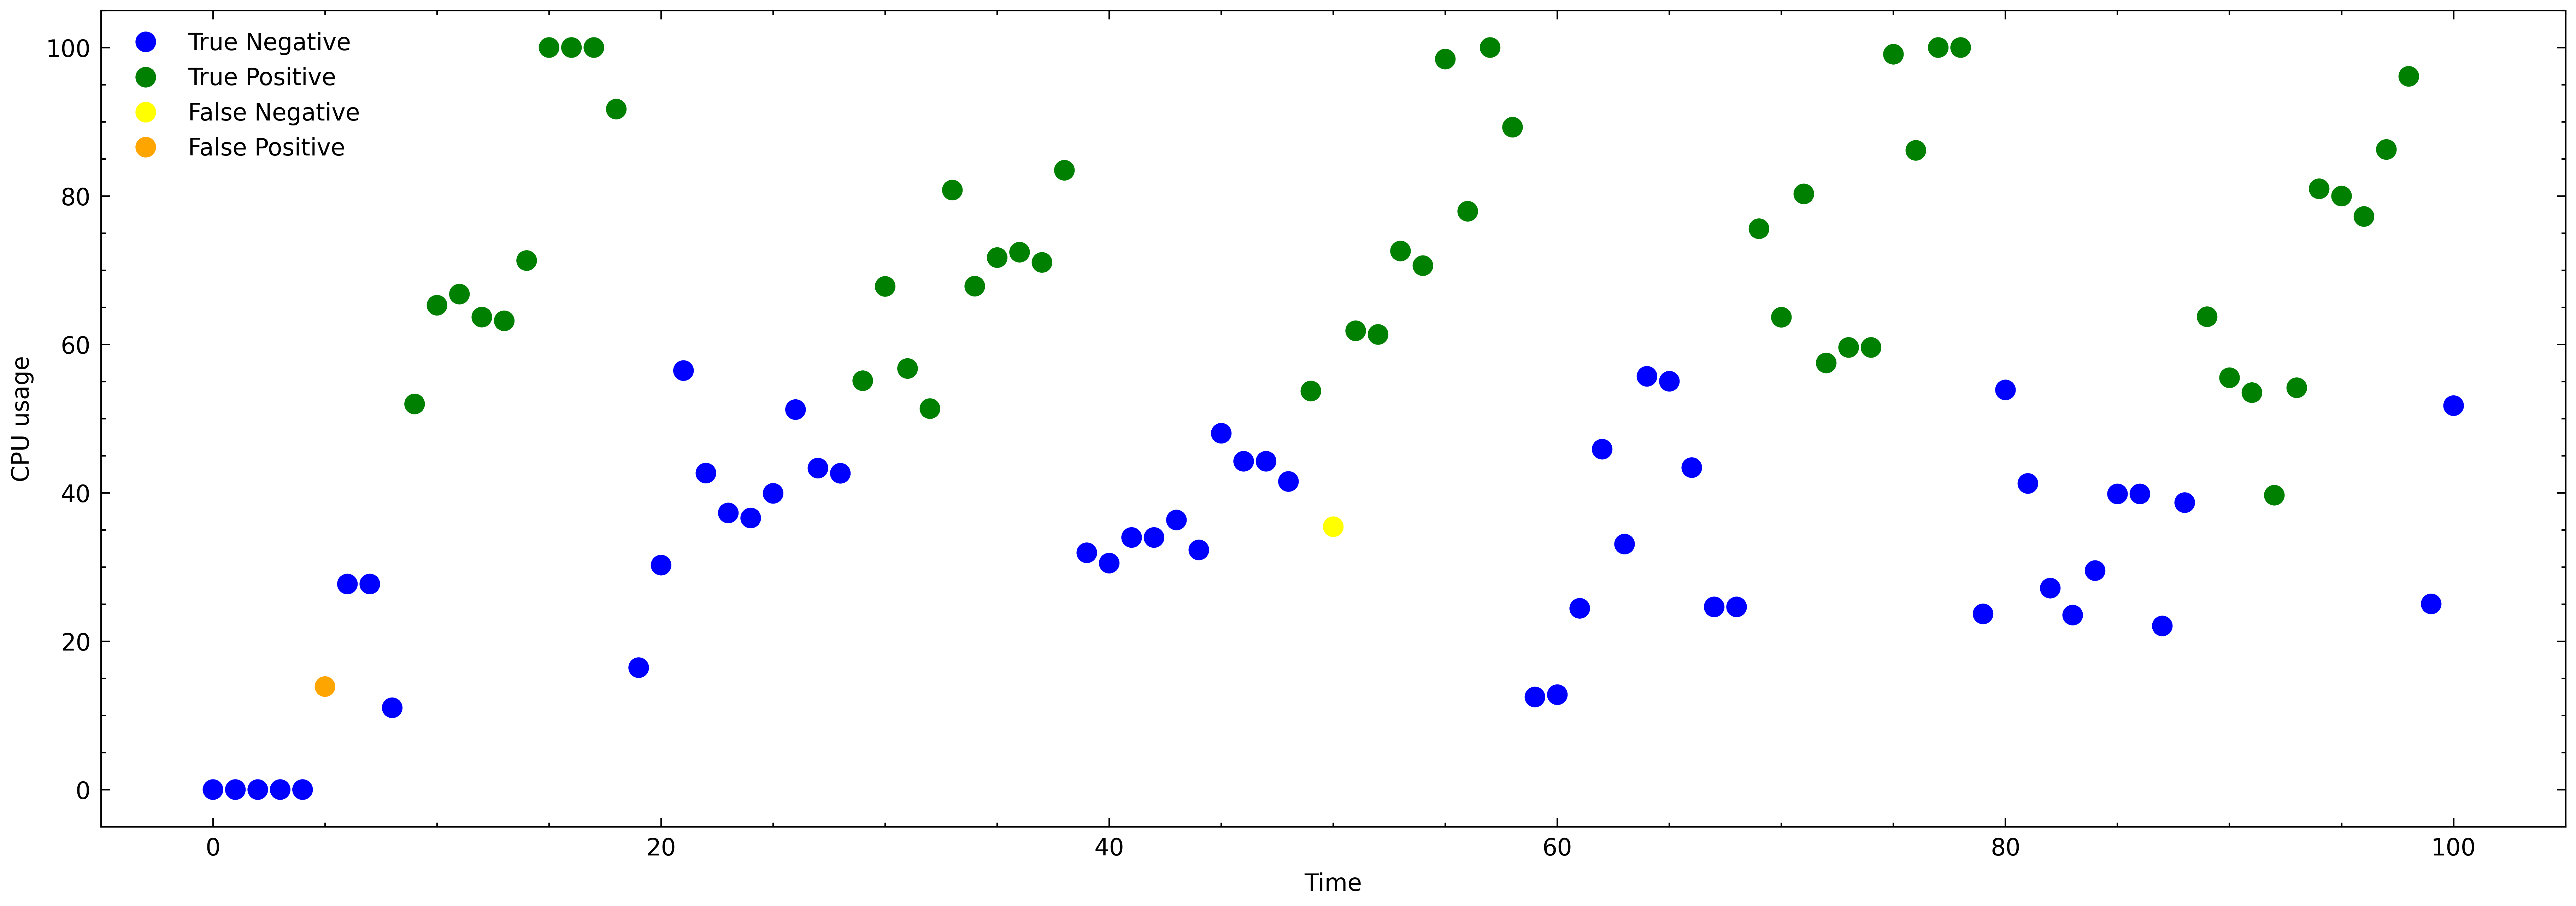 True Negative
True Positive
False Negative
False Positive
100
80
60
40
20
0
CPU usage
0 20 40 60 80 100
Time